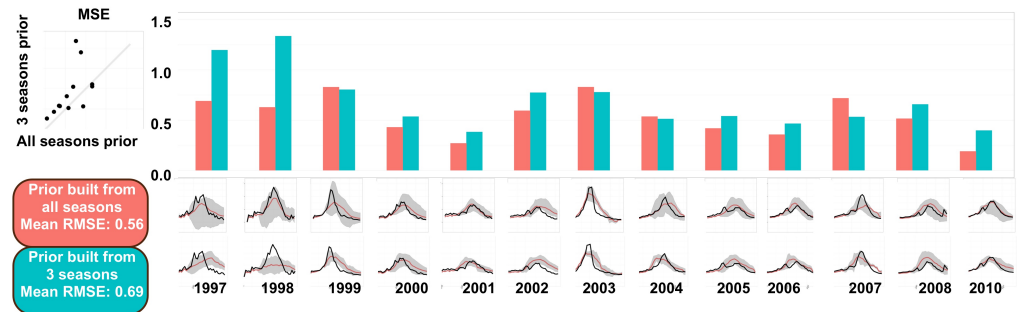 MSE
3 seasons prior
All seasons prior
1.5
1.0
0.5
0.0
Prior built from
all seasons
Mean RMSE: 0.56
Prior built from
3 seasons
Mean RMSE: 0.69
1997 1998 1999 2000 2001 2002 2003 2004 2005 2006 2007 2008 2010